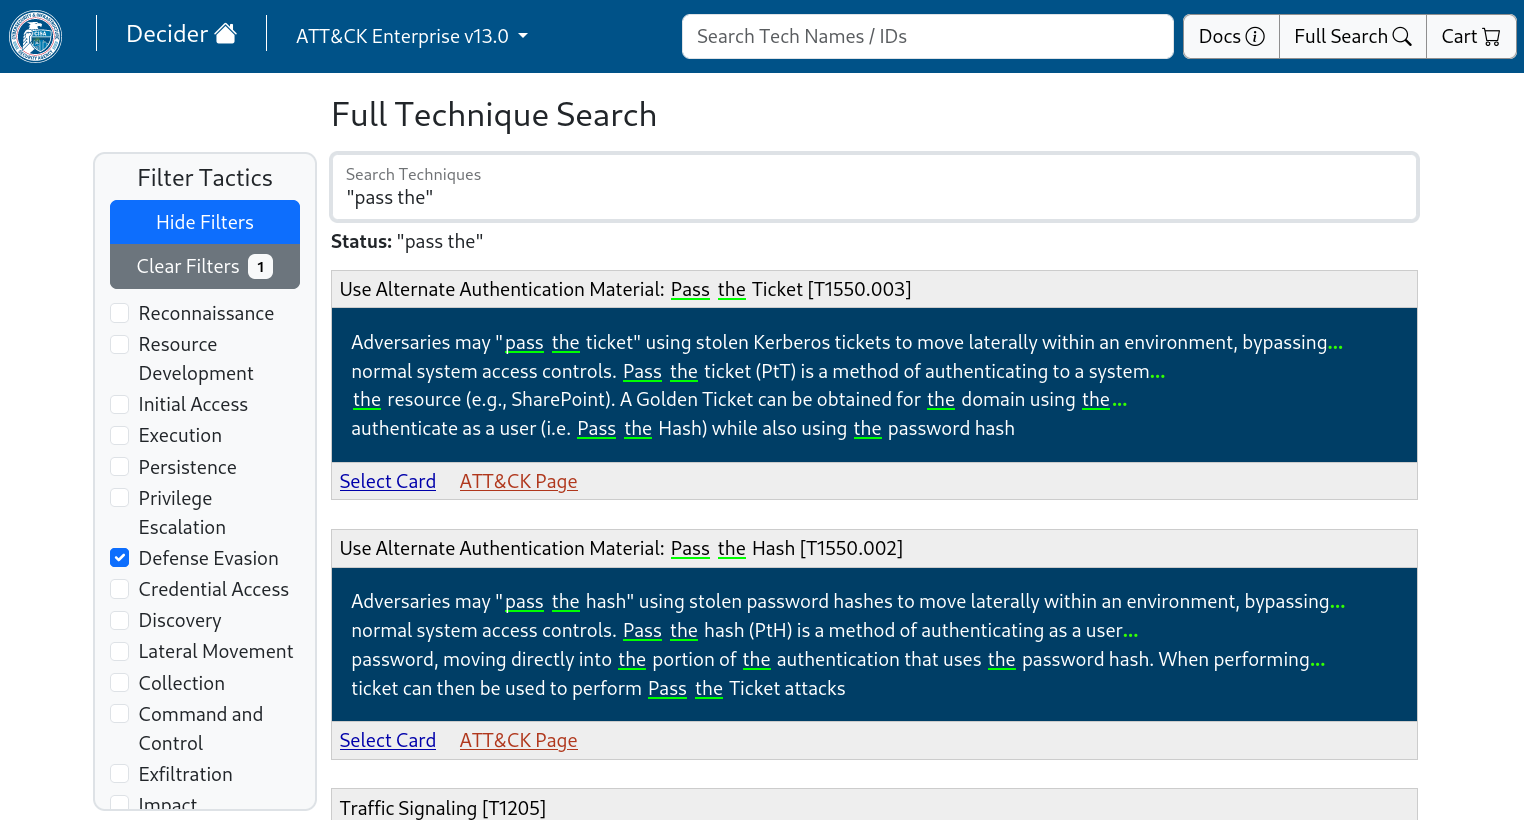 Decider
ATT&CK Enterprise v13.0
Search Tech Names / IDs
Docs
Full Search
Cart
Full Technique Search
Filter Tactics
Hide Filters
Clear Filters 1
Reconnaissance
Resource
Development
Initial Access
Execution
Persistence
Privilege
Escalation
Defense Evasion
Credential Access
Discovery
Lateral Movement
Collection
Command and
Control
Exfiltration
Impact
Search Techniques
"pass the"
Status: "pass the"
Use Alternate Authentication Material: Pass the Ticket [T1550.003]
Adversaries may "pass the ticket" using stolen Kerberos tickets to move laterally within an environment, bypassing...
normal system access controls. Pass the ticket (PtT) is a method of authenticating to a system...
the resource (e.g., SharePoint). A Golden Ticket can be obtained for the domain using the...
authenticate as a user (i.e. Pass the Hash) while also using the password hash
Select Card ATT&CK Page
Use Alternate Authentication Material: Pass the Hash [T1550.002]
Adversaries may "pass the hash" using stolen password hashes to move laterally within an environment, bypassing...
normal system access controls. Pass the hash (PtH) is a method of authenticating as a user...
password, moving directly into the portion of the authentication that uses the password hash. When performing...
ticket can then be used to perform Pass the Ticket attacks
Select Card ATT&CK Page
Traffic Signaling [T1205]